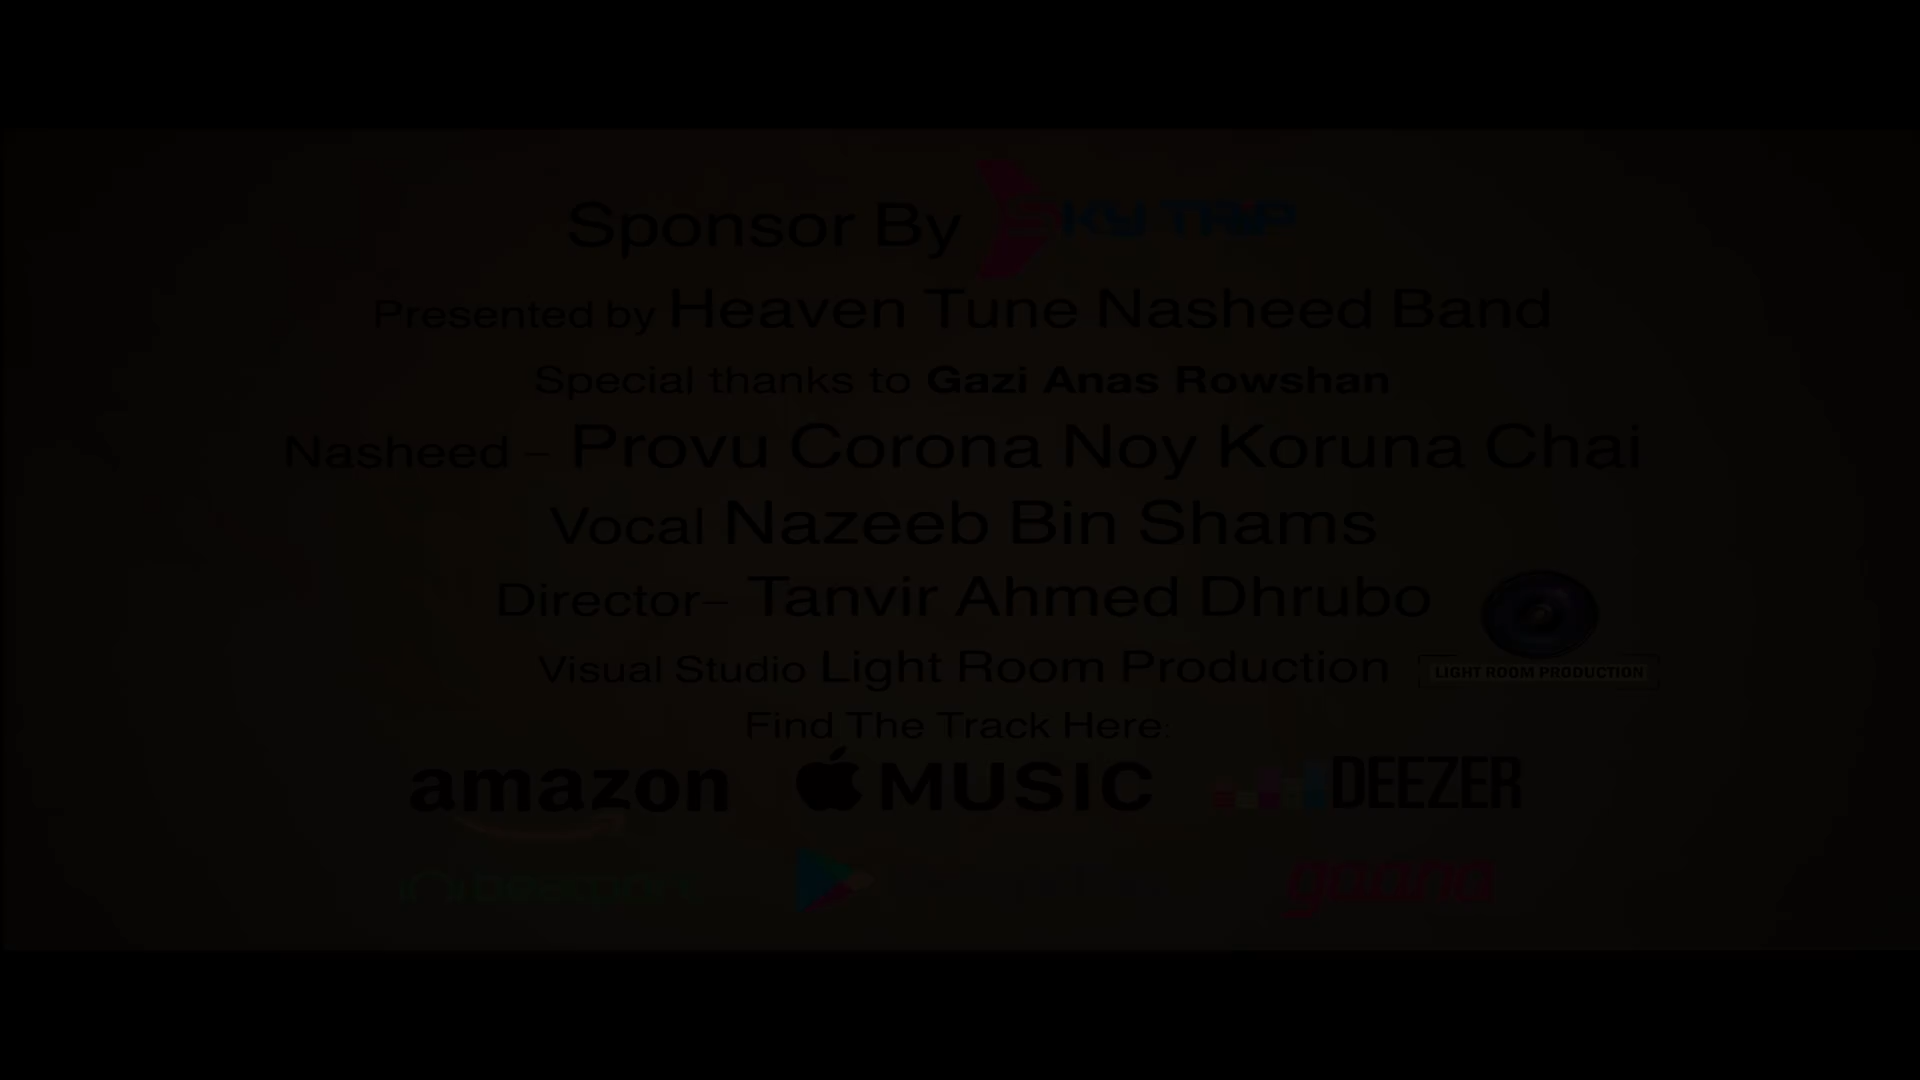 Sponsor By SKY TRIP
Presented by Heaven Tune Nasheed Band
Special thanks to Gazi Anas Rowshan
Nasheed – Provu Corona Noy Koruna Chai
Vocal Nazeeb Bin Shams
Director– Tanvir Ahmed Dhrubo
Visual Studio Light Room Production
LIGHT ROOM PRODUCTION
Find The Track Here:
amazon MUSIC DEEZER
gaana